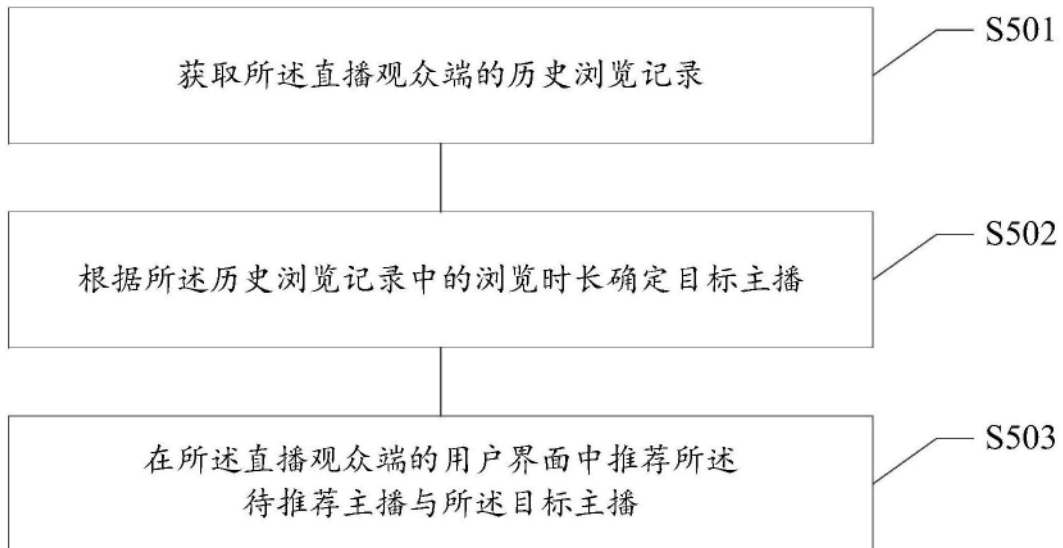 S501
获取所述直播观众端的历史浏览记录
S502
根据所述历史浏览记录中的浏览时长确定目标主播
S503
在所述直播观众端的用户界面中推荐所述
待推荐主播与所述目标主播